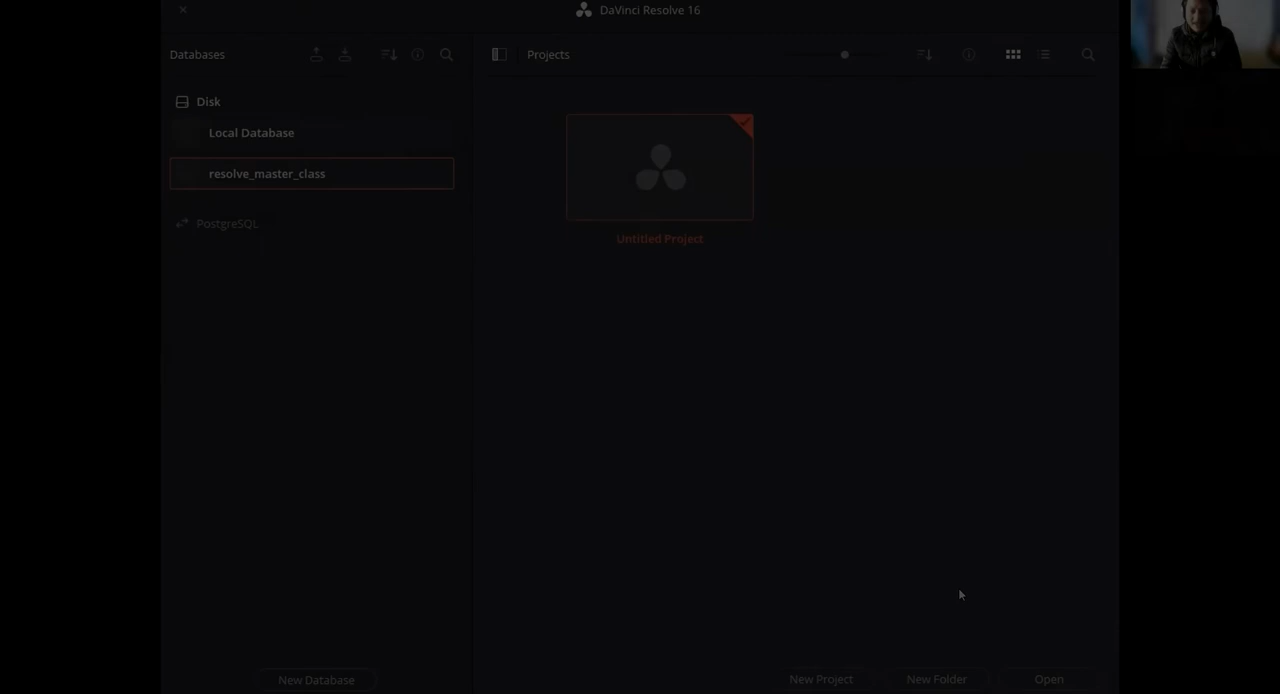 DaVinci Resolve 16
Databases
Projects
Disk
Local Database
resolve_master_class
PostgreSQL
Untitled Project
New Database
New Project
New Folder
Open